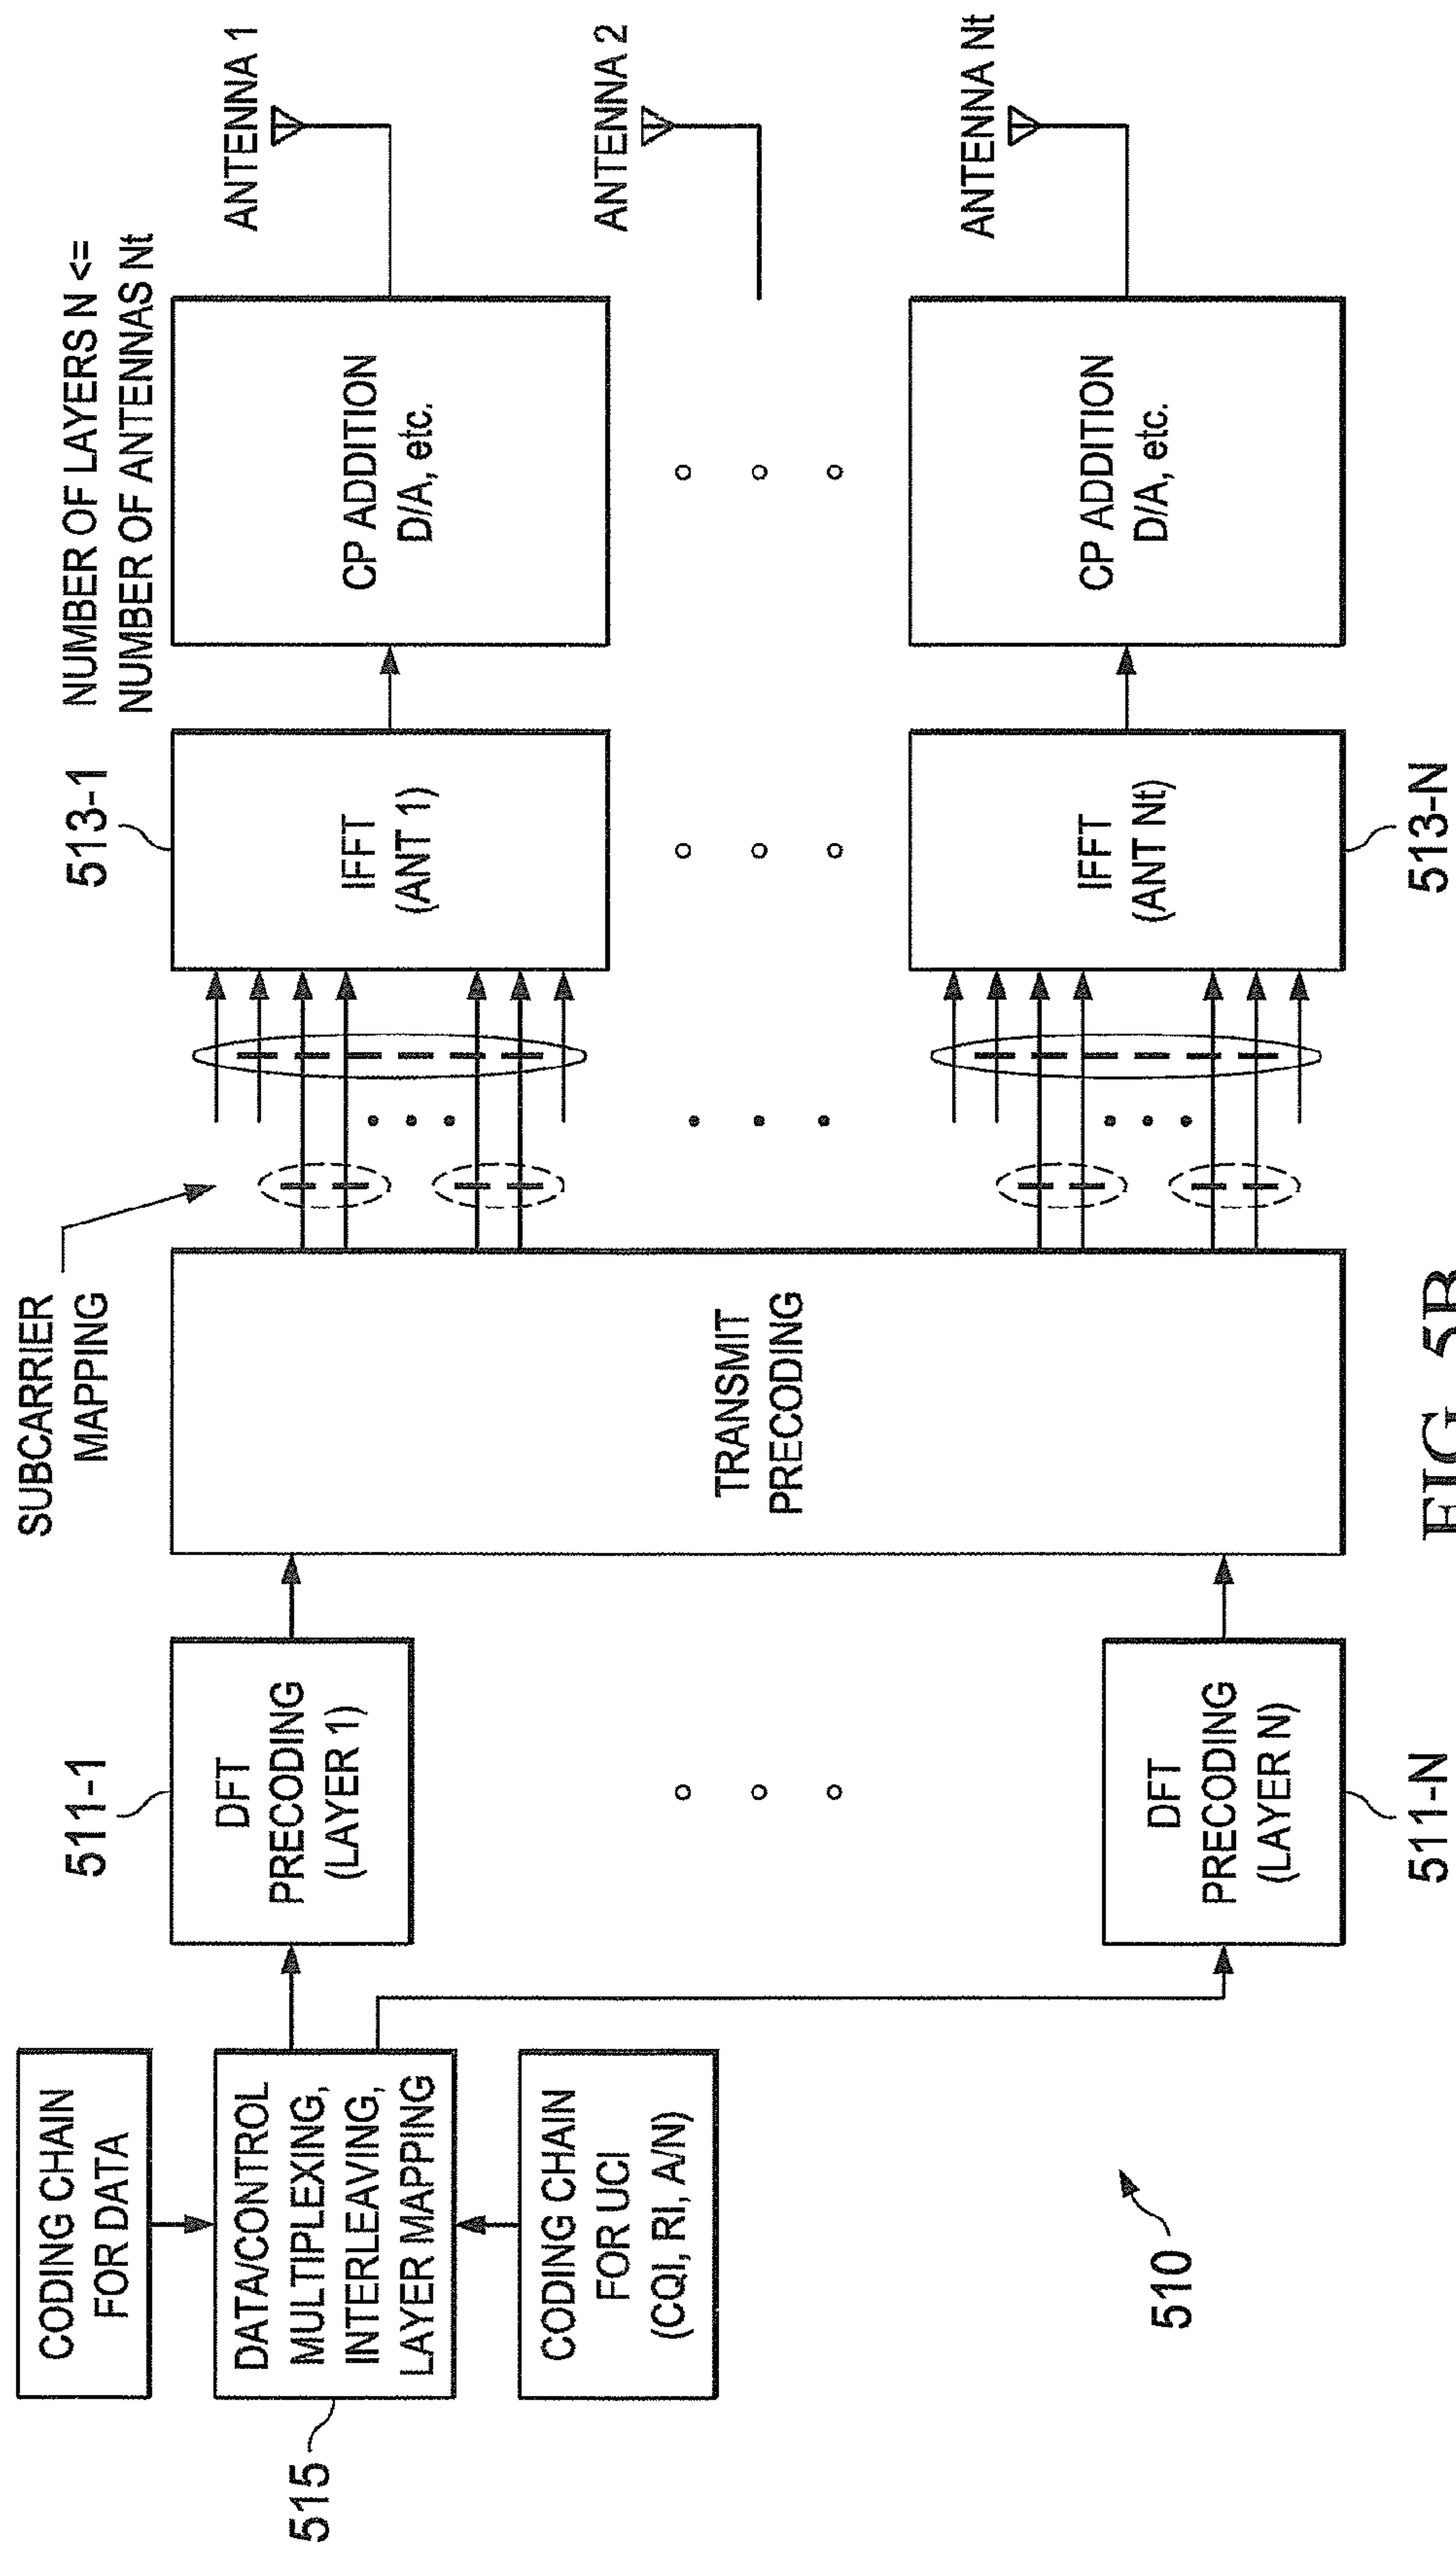 CODING CHAIN
FOR DATA
515
DATA/CONTROL
MULTIPLEXING,
INTERLEAVING,
LAYER MAPPING
CODING CHAIN
FOR UCI
(CQI, RI, A/N)
510
511-1
DFT
PRECODING
(LAYER 1)
DFT
PRECODING
(LAYER N)
511-N
SUBCARRIER
MAPPING
TRANSMIT
PRECODING
513-1
IFFT
(ANT 1)
IFFT
(ANT Nt)
513-N
NUMBER OF LAYERS N <=
NUMBER OF ANTENNAS Nt
CP ADDITION
D/A, etc.
CP ADDITION
D/A, etc.
ANTENNA 1
ANTENNA 2
ANTENNA Nt
FIG. 5B